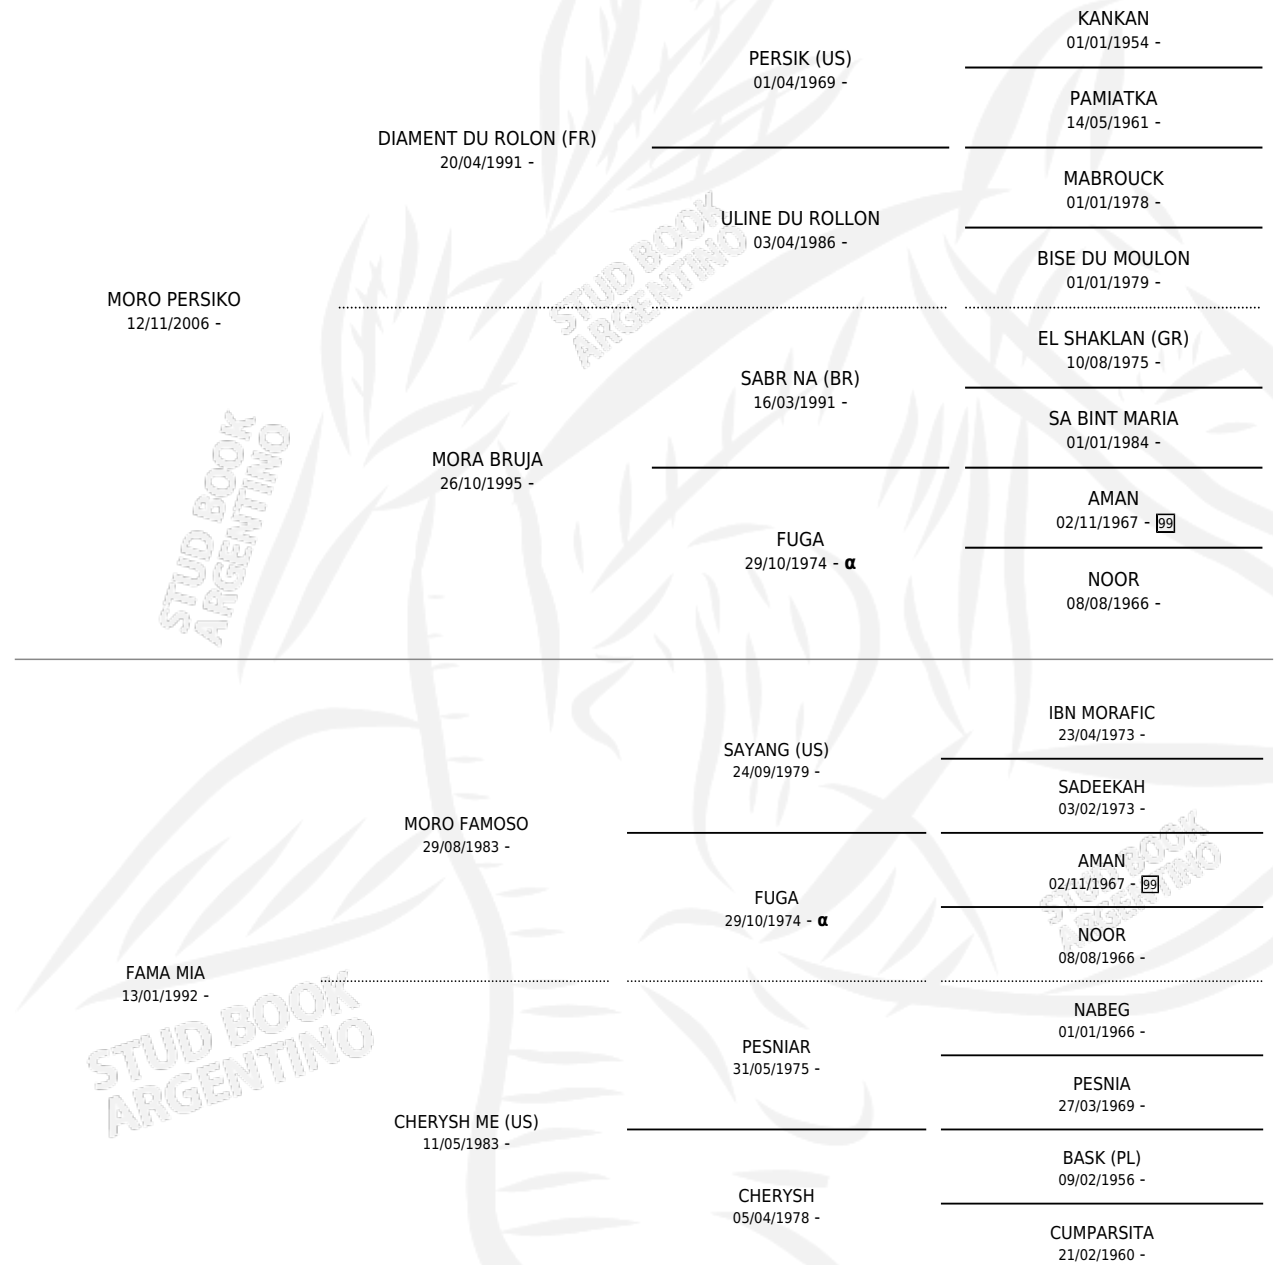 KANKAN
01/01/1954 -
PERSIK (US)
01/04/1969 -
PAMIATKA
14/05/1961 -
DIAMENT DU ROLON (FR)
20/04/1991 -
MABROUCK
01/01/1978 -
ULINE DU ROLLON
03/04/1986 -
BISE DU MOULON
01/01/1979 -
MORO PERSIKO
12/11/2006 -
EL SHAKLAN (GR)
10/08/1975 -
SABR NA (BR)
16/03/1991 -
SA BINT MARIA
01/01/1984 -
MORA BRUJA
26/10/1995 -
AMAN
02/11/1967 - 99
FUGA
29/10/1974 - α
NOOR
08/08/1966 -
STUD BOOK
ARGENTINO
STUD BOOK
ARGENTINO
IBN MORAFIC
23/04/1973 -
SAYANG (US)
24/09/1979 -
SADEEKAH
03/02/1973 -
MORO FAMOSO
29/08/1983 -
AMAN
02/11/1967 - 99
FUGA
29/10/1974 - α
NOOR
08/08/1966 -
FAMA MIA
13/01/1992 -
NABEG
01/01/1966 -
PESNIAR
31/05/1975 -
PESNIA
27/03/1969 -
CHERYSH ME (US)
11/05/1983 -
BASK (PL)
09/02/1956 -
CHERYSH
05/04/1978 -
CUMPARSITA
21/02/1960 -
STUD BOOK
ARGENTINO
STUD BOOK
ARGENTINO